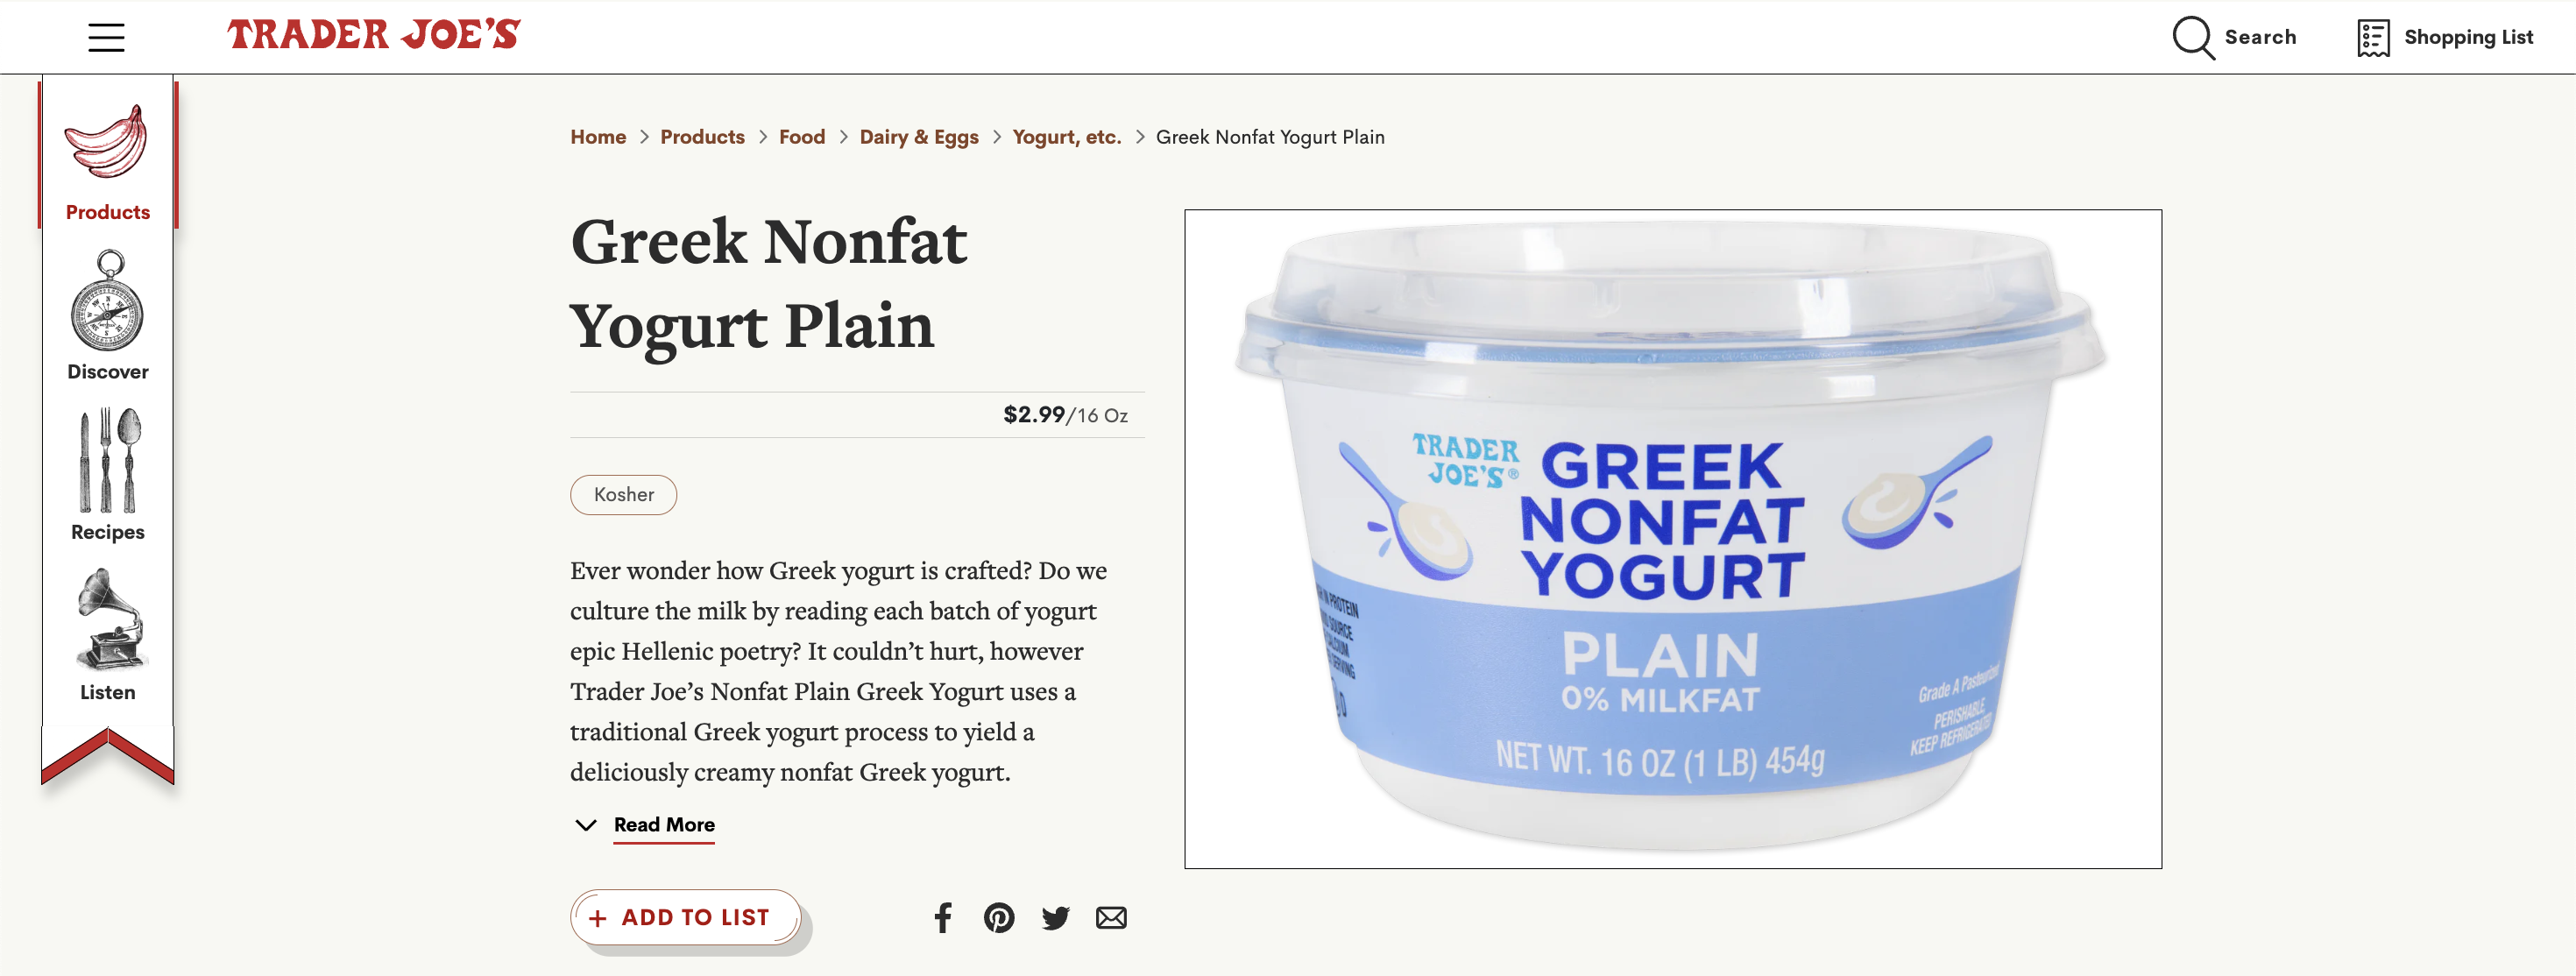 TRADER JOE'S
Search
Shopping List
Products
Discover
Recipes
Listen
Home > Products > Food > Dairy & Eggs > Yogurt, etc. > Greek Nonfat Yogurt Plain
Greek Nonfat
Yogurt Plain
$2.99/16 Oz
Kosher
Ever wonder how Greek yogurt is crafted? Do we
culture the milk by reading each batch of yogurt
epic Hellenic poetry? It couldn’t hurt, however
Trader Joe’s Nonfat Plain Greek Yogurt uses a
traditional Greek yogurt process to yield a
deliciously creamy nonfat Greek yogurt.
Read More
+ ADD TO LIST
TRADER
JOE'S®
GREEK
NONFAT
YOGURT
PLAIN
0% MILKFAT
NET WT. 16 OZ (1 LB) 454g
IN PROTEIN
SOURCE
SERVING
Grade A Pasteurized
PERISHABLE,
KEEP REFRIGERATED